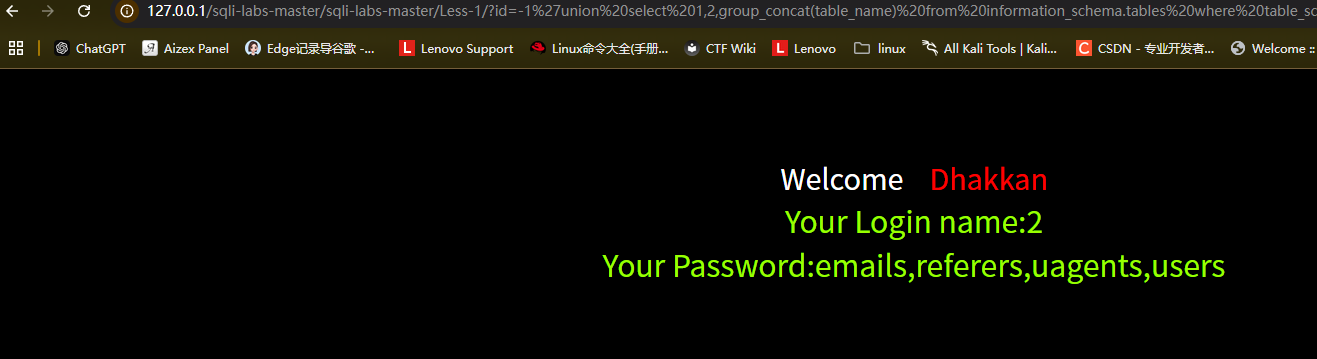 127.0.0.1/sqli-labs-master/sqli-labs-master/Less-1/?id=-1%27union%20select%201,2,group_concat(table_name)%20from%20information_schema.tables%20where%20table_sc
ChatGPT Aizex Panel Edge记录导谷歌 -... Lenovo Support Linux命令大全(手册... CTF Wiki Lenovo linux All Kali Tools | Kali... CSDN - 专业开发者... Welcome ::
Welcome Dhakkan
Your Login name:2
Your Password:emails,referers,uagents,users